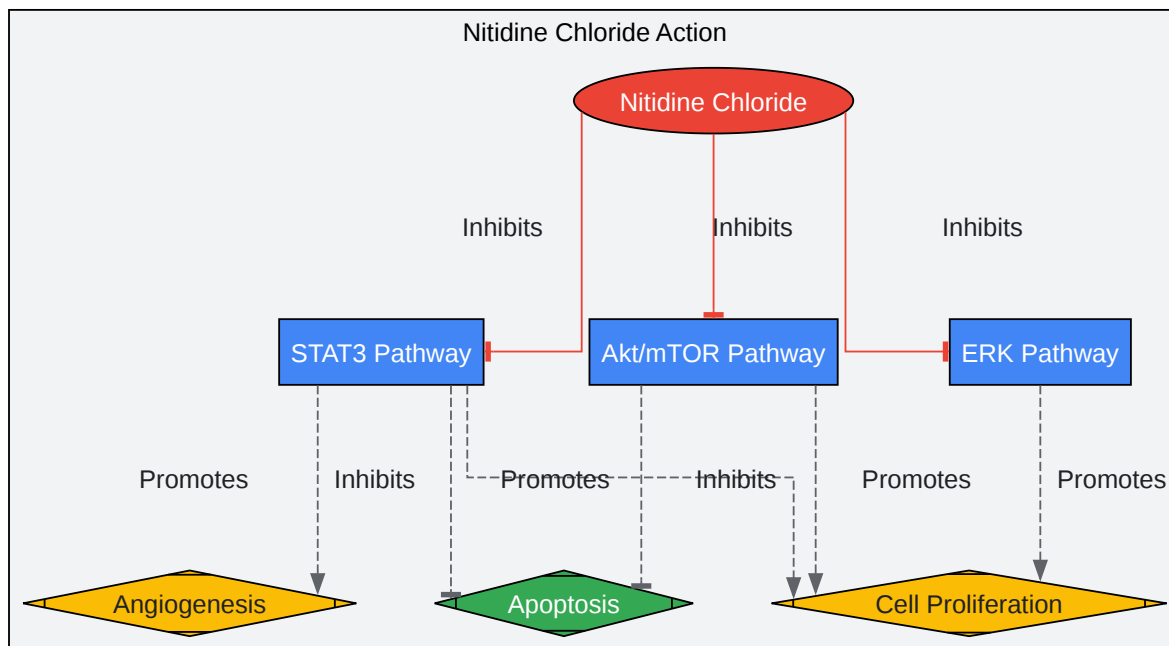 Nitidine Chloride Action
Nitidine Chloride
Inhibits
Inhibits
Inhibits
STAT3 Pathway
Akt/mTOR Pathway
ERK Pathway
Promotes
Inhibits
Promotes
Inhibits
Promotes
Promotes
Angiogenesis
Apoptosis
Cell Proliferation